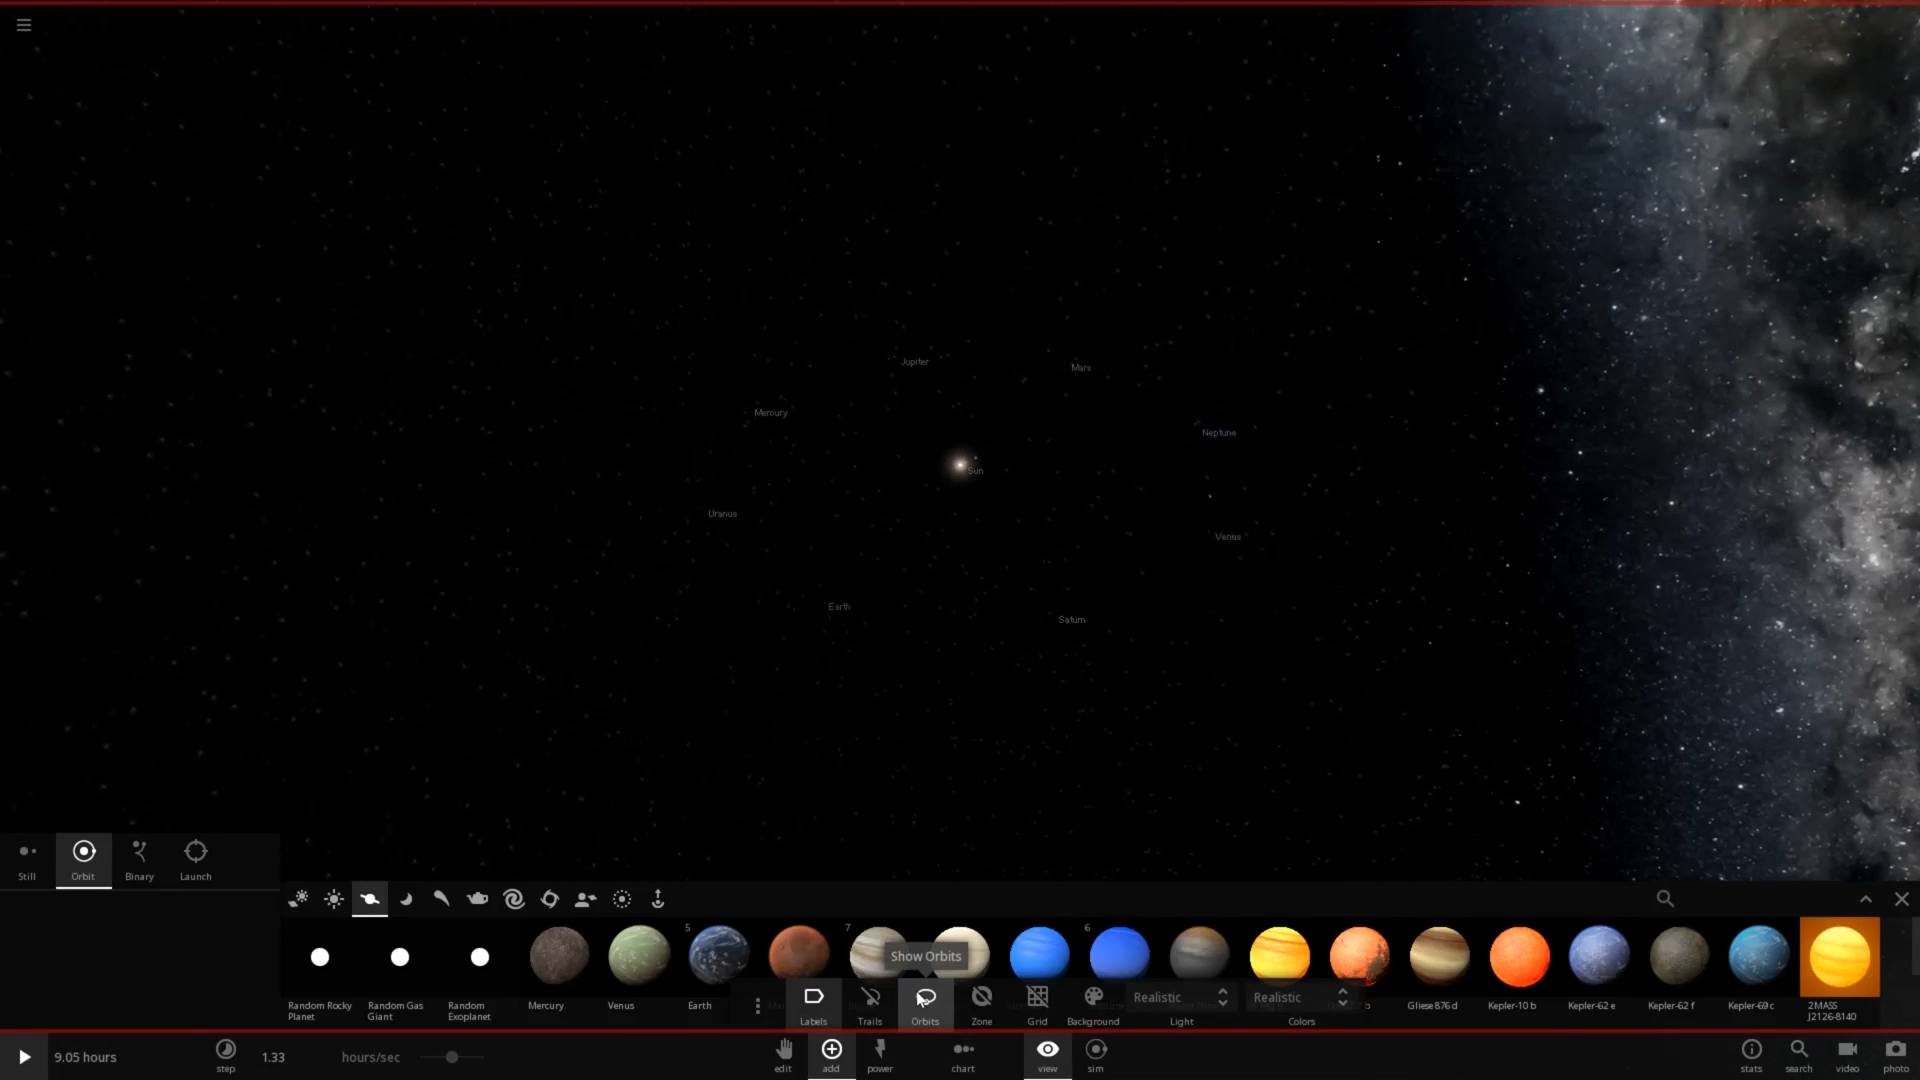 Jupiter
Mars
Mercury
Neptune
Sun
Uranus
Venus
Earth
Saturn
Still
Orbit
Binary
Launch
5
7
6
Show Orbits
Random Rocky Planet
Random Gas Giant
Random Exoplanet
Mercury
Venus
Earth
b
Gliese 876 d
Kepler-10 b
Kepler-62 e
Kepler-62 f
Kepler-69 c
2MASS J2126-8140
Realistic
Realistic
Labels
Trails
Orbits
Zone
Grid
Background
Light
Colors
9.05 hours
step
1.33
hours/sec
edit
add
power
chart
view
sim
stats
search
video
photo